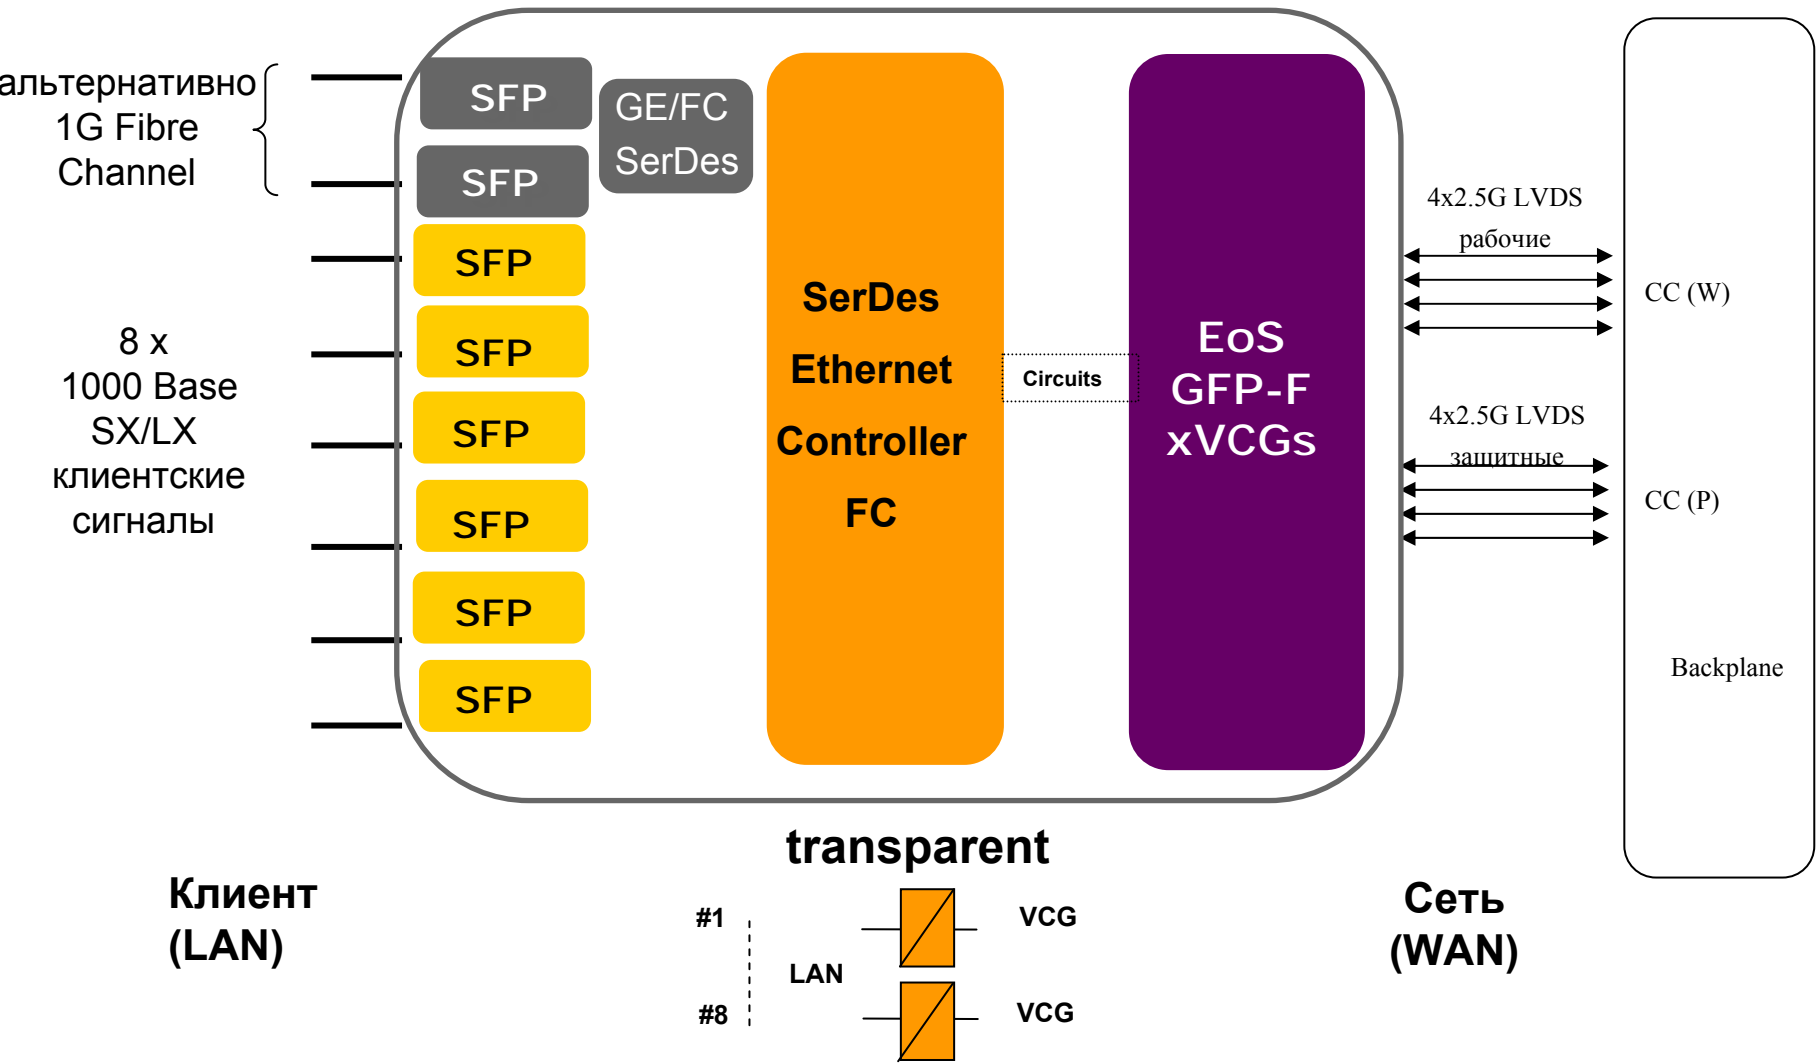 альтернативно
1G Fibre
Channel
8 x
1000 Base
SX/LX
клиентские
сигналы
SFP
SFP
SFP
SFP
SFP
SFP
SFP
SFP
GE/FC
SerDes
SerDes
Ethernet
Controller
FC
Circuits
EoS
GFP-F
xVCGs
4x2.5G LVDS
рабочие
4x2.5G LVDS
защитные
CC (W)
CC (P)
Backplane
transparent
Клиент
(LAN)
#1
LAN
#8
VCG
VCG
Сеть
(WAN)